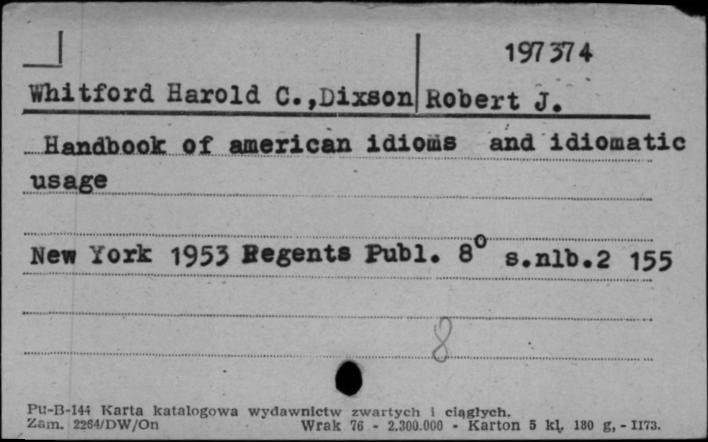 197374
Whitford Harold C.,Dixson Robert J.
Handbook of american idioms and idiomatic
usage
New York 1953 Regents Publ. 8° s.nlb.2 155
8
Pu-B-144 Karta katalogowa wydawnictw zwartych i ciągłych.
Zam. 2264/DW/On Wrak 76 - 2.300.000 - Karton 5 kl. 180 g, - II73.